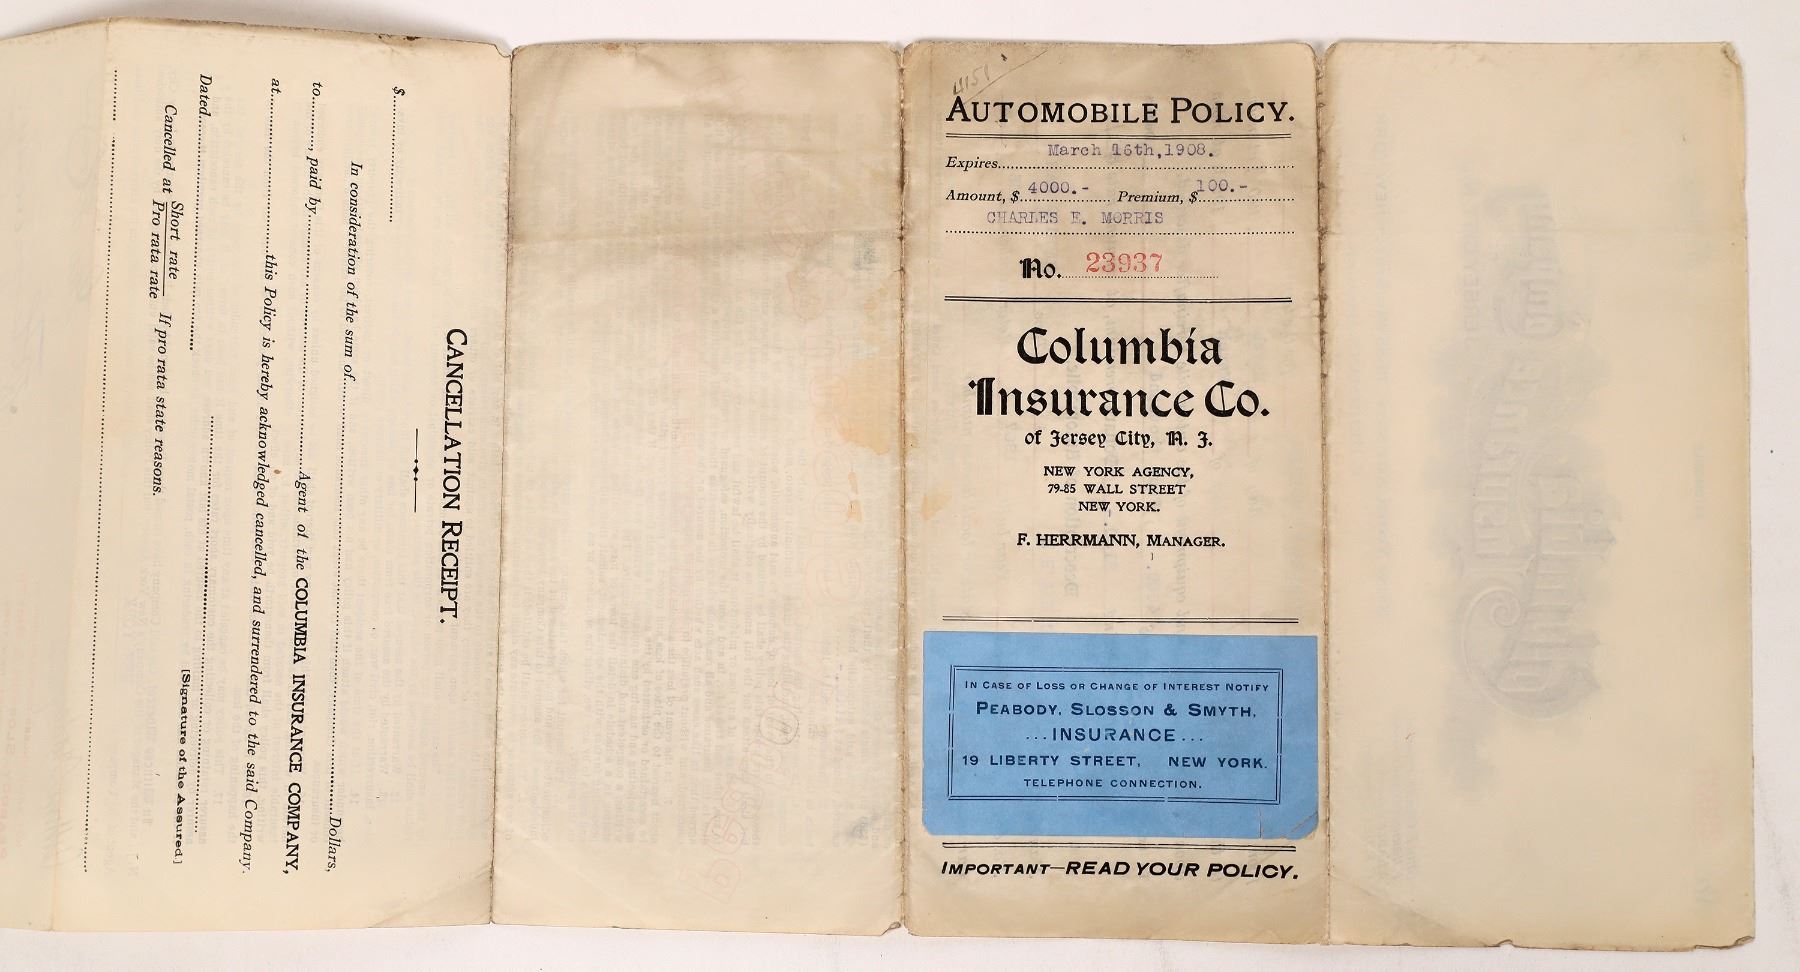 CANCELLATION RECEIPT.
$
In consideration of the sum of Dollars,
to , paid by Agent of the COLUMBIA INSURANCE COMPANY,
at this Policy is hereby acknowledged cancelled, and surrendered to the said Company.
Dated
[Signature of the Assured.]
Cancelled at Short rate
Pro rata rate If pro rata state reasons.
AUTOMOBILE POLICY.
Expires March 16th,1908.
Amount, $ 4000.- Premium, $ 100.-
CHARLES E. MORRIS
No. 23937
Columbia
Insurance Co.
of Jersey City, N. J.
NEW YORK AGENCY,
79-85 WALL STREET
NEW YORK.
F. HERRMANN, MANAGER.
IN CASE OF LOSS OR CHANGE OF INTEREST NOTIFY
PEABODY, SLOSSON & SMYTH,
...INSURANCE...
19 LIBERTY STREET, NEW YORK.
TELEPHONE CONNECTION.
IMPORTANT—READ YOUR POLICY.